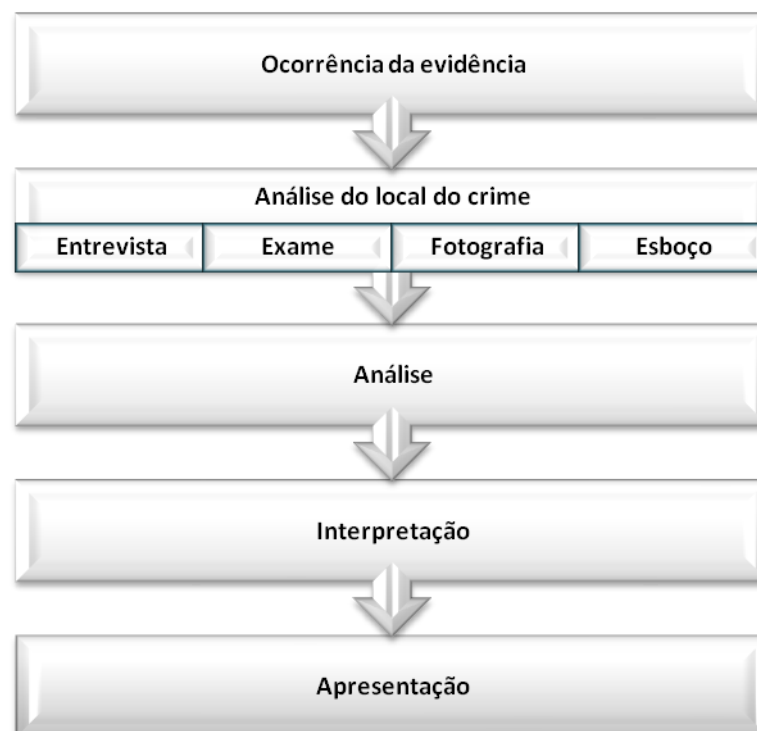 Ocorrência da evidência
Análise do local do crime
Entrevista Exame Fotografia Esboço
Análise
Interpretação
Apresentação